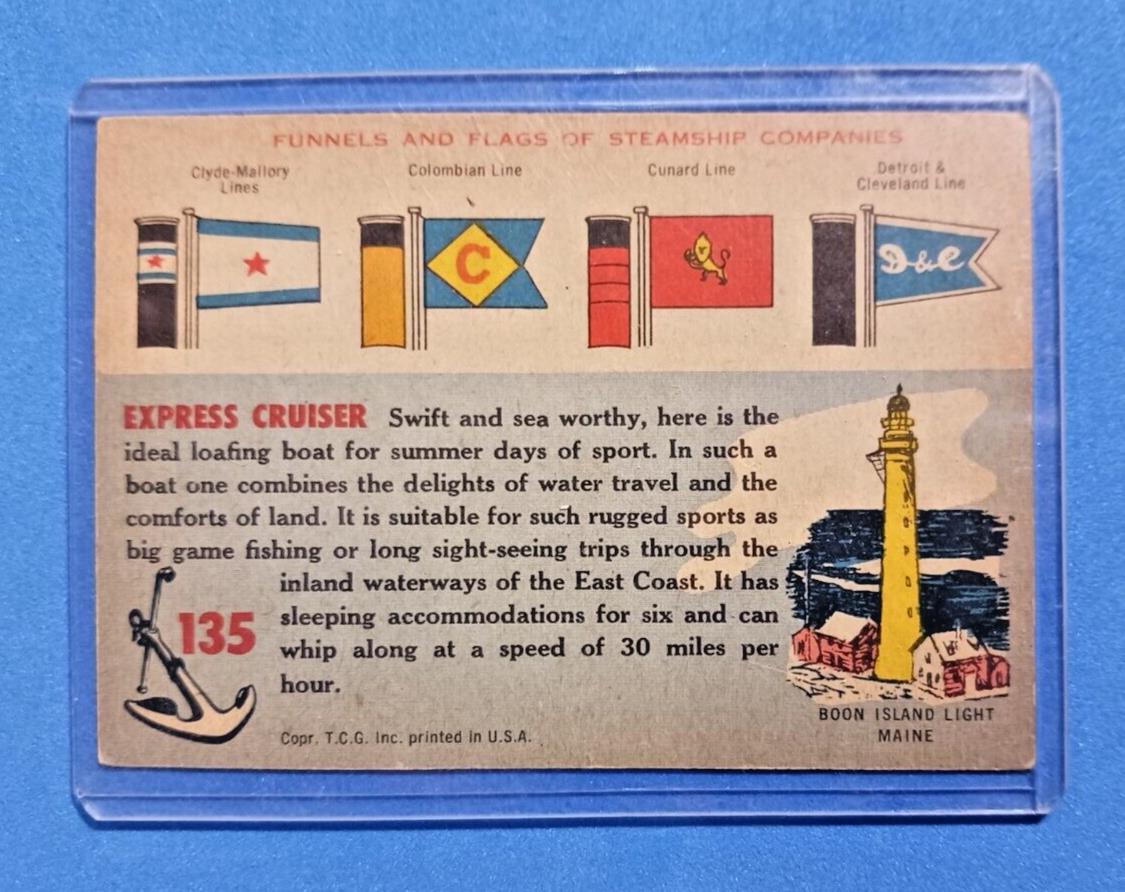 FUNNELS AND FLAGS OF STEAMSHIP COMPANIES
Clyde-Mallory
Lines
Colombian Line
Cunard Line
Detroit &
Cleveland Line
C
D&C
EXPRESS CRUISER Swift and sea worthy, here is the
ideal loafing boat for summer days of sport. In such a
boat one combines the delights of water travel and the
comforts of land. It is suitable for such rugged sports as
big game fishing or long sight-seeing trips through the
inland waterways of the East Coast. It has
sleeping accommodations for six and can
whip along at a speed of 30 miles per
hour.
135
Copr. T.C.G. Inc. printed in U.S.A.
BOON ISLAND LIGHT
MAINE